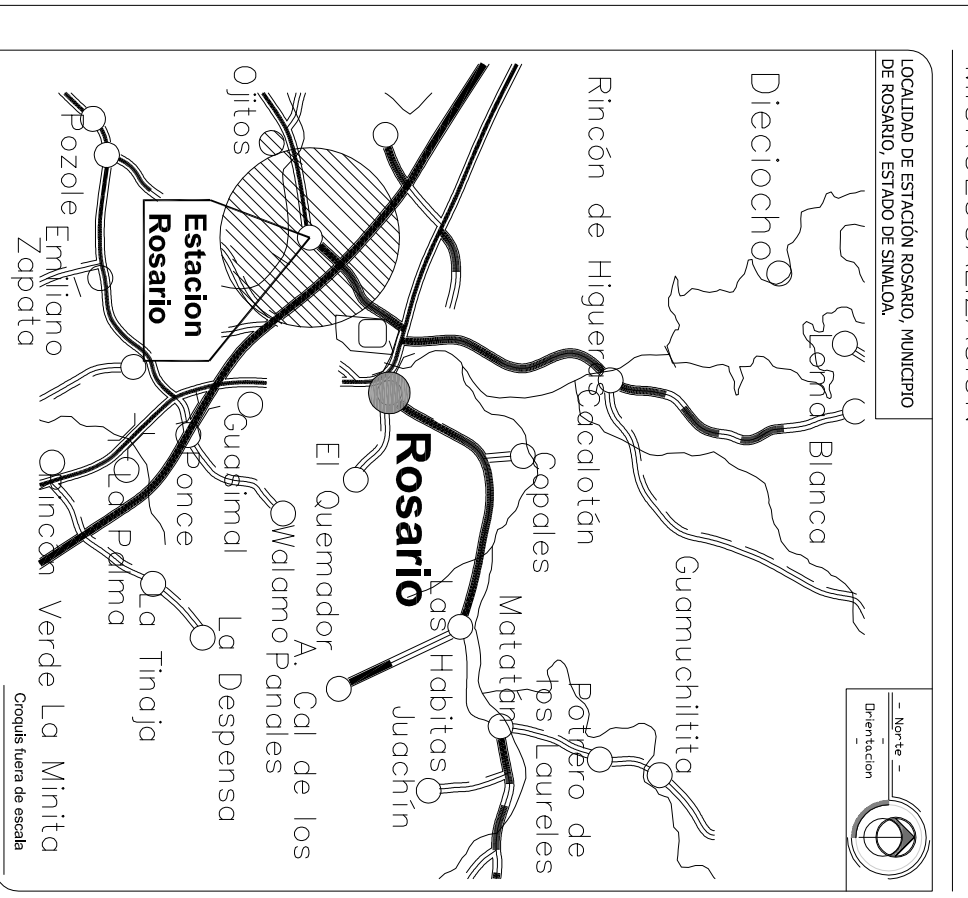 LOCALIDAD DE ESTACIÓN ROSARIO, MUNICIPIO
DE ROSARIO, ESTADO DE SINALOA.
- Norte -
-
Orientacion
-
Dieciocho
Loma Blanca
Rincón de Higueras
Cacalotán
Guamuchiltita
Copales
Matatán
Potrero de
los Laureles
Rosario
Las Habitas
Juachín
Ojitos
El Quemador
A. Cal de los
Panales
Walamo
Guasimal
La Despensa
Estacion
Rosario
Ponce
La Tinaja
La Palma
Pozole
Emiliano
Zapata
Rincón Verde
La Minita
Croquis fuera de escala